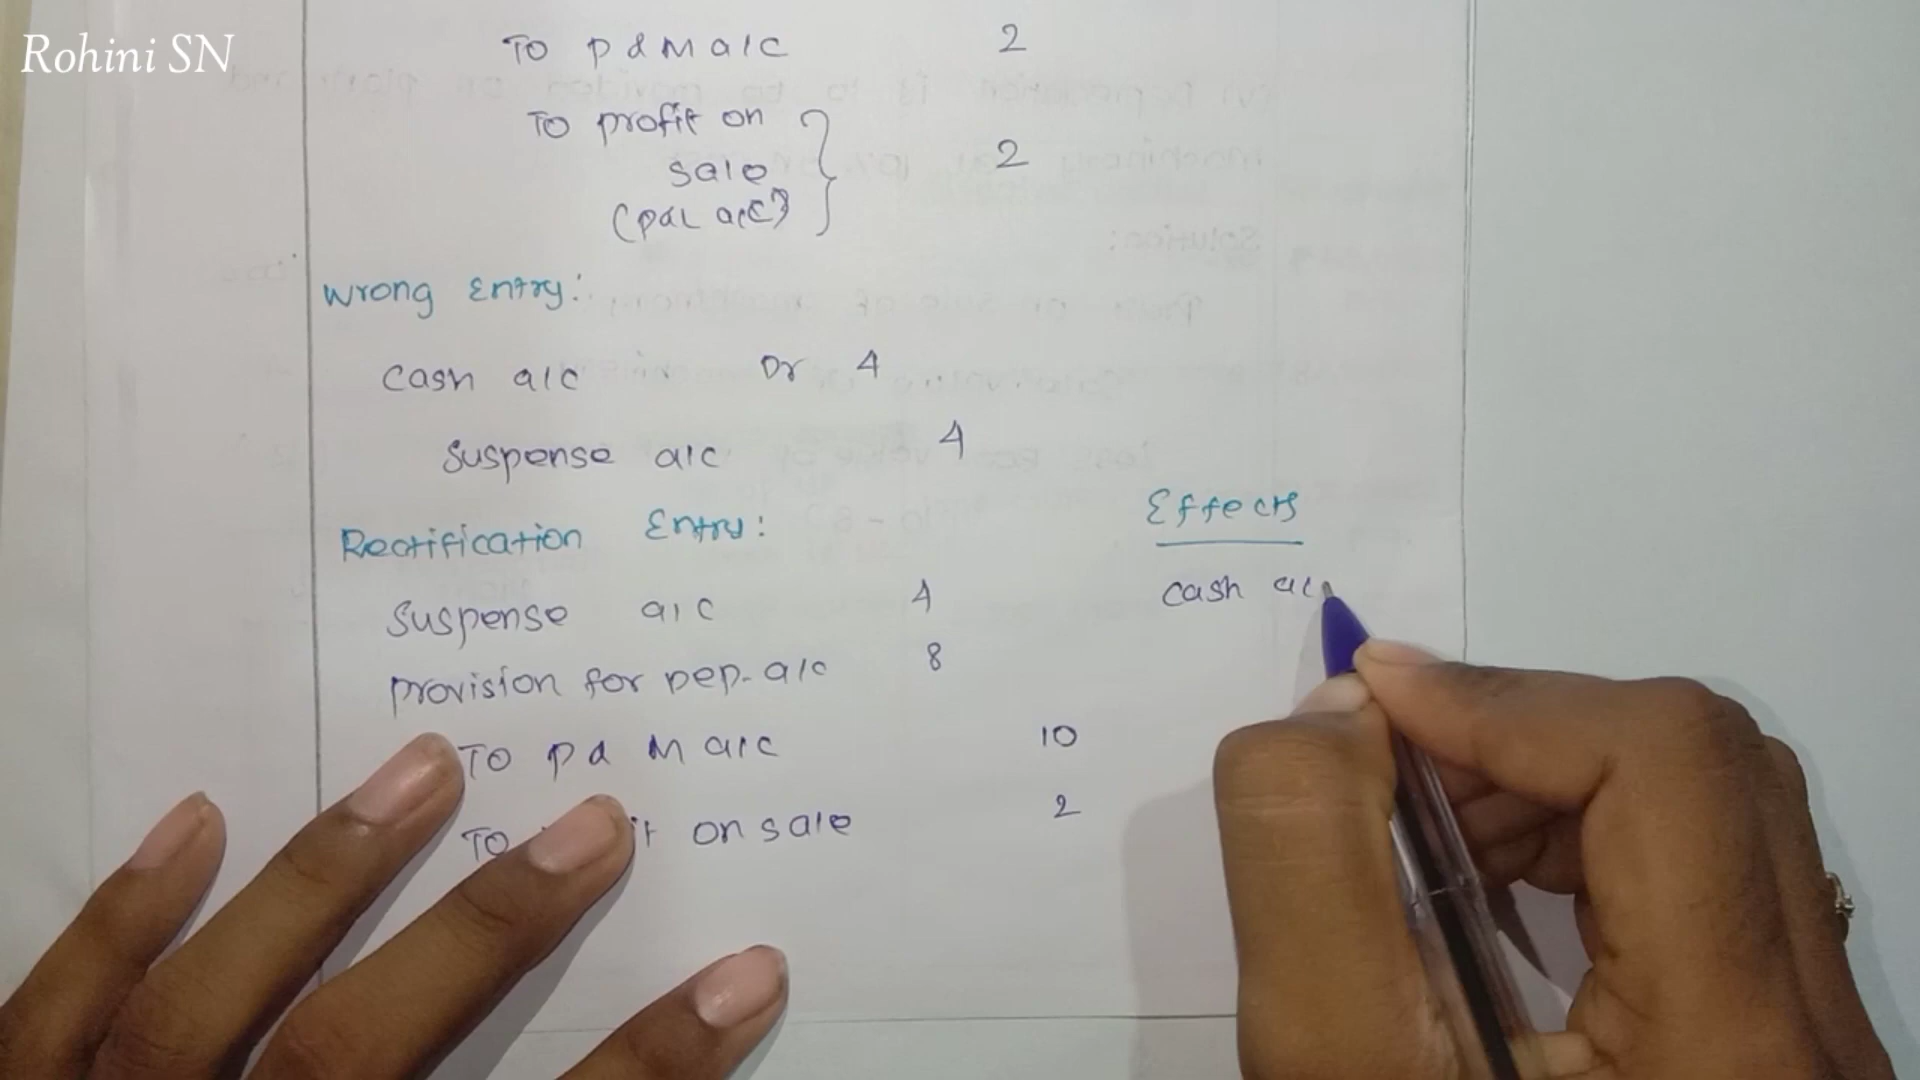 Rohini SN
To P & M a/c 2
To profit on
sale 2
(P&L a/c)
Wrong Entry:
cash a/c Dr 4
Suspense a/c 4
Rectification Entry:
Effects
Suspense a/c 4
cash a/c
provision for Dep. a/c 8
To P & M a/c 10
To on sale 2